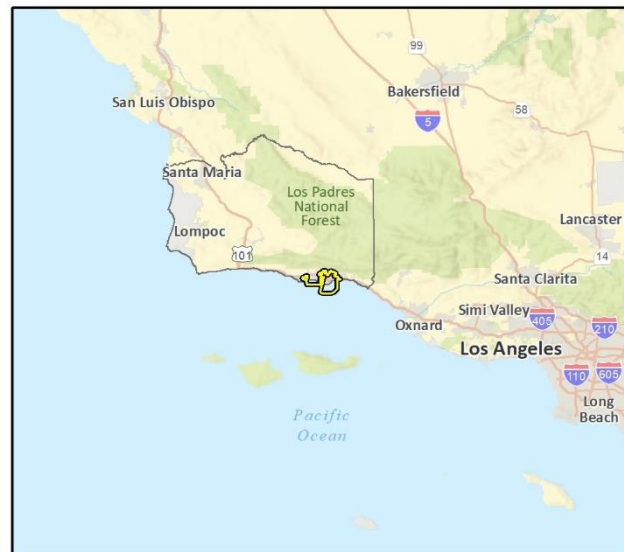 99
Bakersfield
San Luis Obispo
58
5
Santa Maria
Los Padres
National
Forest
Lancaster
Lompoc
101
14
Santa Clarita
Simi Valley
405
Oxnard
210
Los Angeles
110
605
Long
Beach
Pacific
Ocean